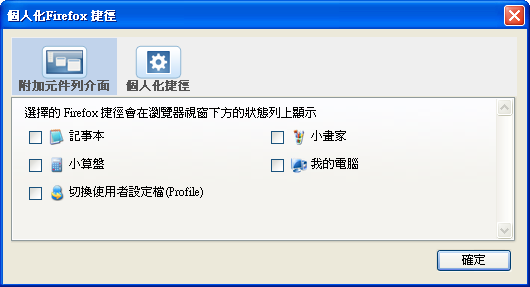 個人化Firefox 捷徑
附加元件列介面 個人化捷徑
選擇的 Firefox 捷徑會在瀏覽器視窗下方的狀態列上顯示
記事本 小畫家
小算盤 我的電腦
切換使用者設定檔(Profile)
確定